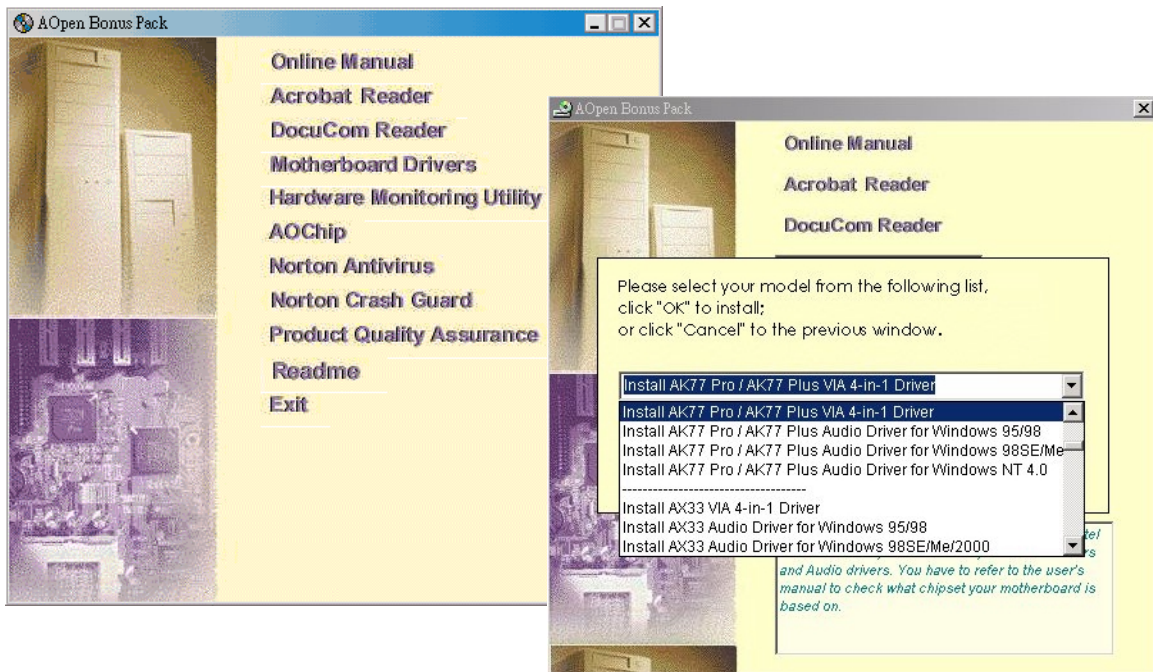 AOpen Bonus Pack
Online Manual
Acrobat Reader
DocuCom Reader
Motherboard Drivers
Hardware Monitoring Utility
AOChip
Norton Antivirus
Norton Crash Guard
Product Quality Assurance
Readme
Exit
AOpen Bonus Pack
Online Manual
Acrobat Reader
DocuCom Reader
Please select your model from the following list,
click "OK" to install;
or click "Cancel" to the previous window.
Install AK77 Pro / AK77 Plus VIA 4-in-1 Driver
Install AK77 Pro / AK77 Plus VIA 4-in-1 Driver
Install AK77 Pro / AK77 Plus Audio Driver for Windows 95/98
Install AK77 Pro / AK77 Plus Audio Driver for Windows 98SE/Me
Install AK77 Pro / AK77 Plus Audio Driver for Windows NT 4.0
-----------------------------------
Install AX33 VIA 4-in-1 Driver
Install AX33 Audio Driver for Windows 95/98
Install AX33 Audio Driver for Windows 98SE/Me/2000
and Audio drivers. You have to refer to the user's
manual to check what chipset your motherboard is
based on.